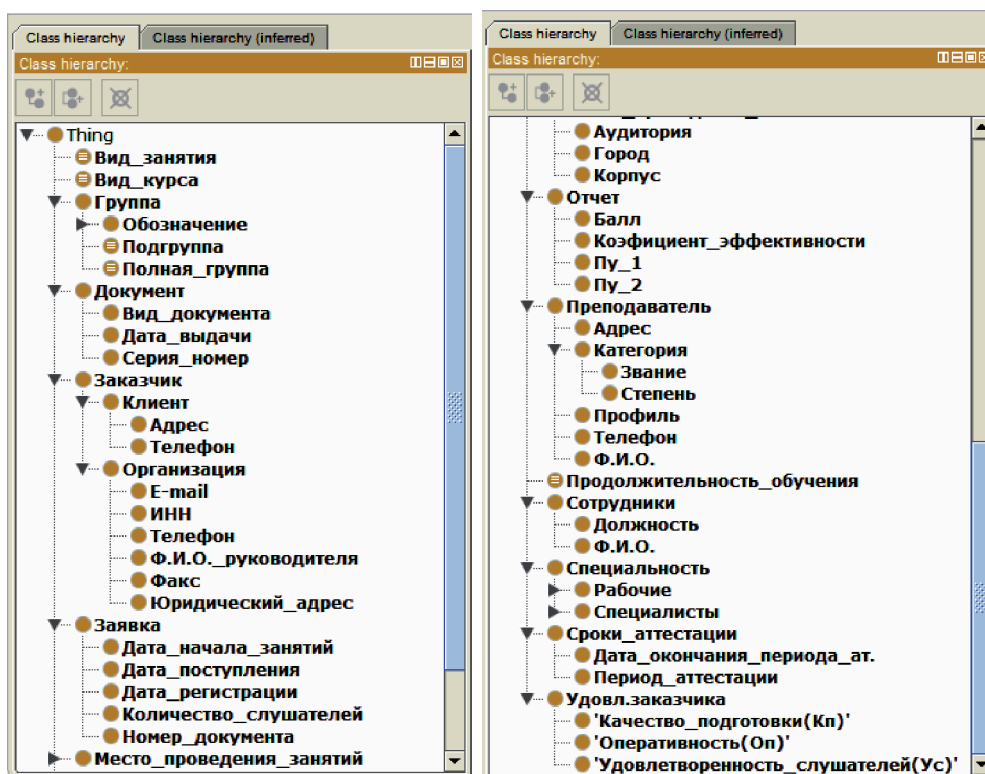 Class hierarchy
Class hierarchy (inferred)
Class hierarchy:
Thing
Вид_занятия
Вид_курса
Группа
Обозначение
Подгруппа
Полная_группа
Документ
Вид_документа
Дата_выдачи
Серия_номер
Заказчик
Клиент
Адрес
Телефон
Организация
E-mail
ИНН
Телефон
Ф.И.О._руководителя
Факс
Юридический_адрес
Заявка
Дата_начала_занятий
Дата_поступления
Дата_регистрации
Количество_слушателей
Номер_документа
Место_проведения_занятий
Class hierarchy
Class hierarchy (inferred)
Class hierarchy:
Аудитория
Город
Корпус
Отчет
Балл
Коэфициент_эффективности
Пу_1
Пу_2
Преподаватель
Адрес
Категория
Звание
Степень
Профиль
Телефон
Ф.И.О.
Продолжительность_обучения
Сотрудники
Должность
Ф.И.О.
Специальность
Рабочие
Специалисты
Сроки_аттестации
Дата_окончания_периода_ат.
Период_аттестации
Удовл.заказчика
'Качество_подготовки(Кп)'
'Оперативность(Оп)'
'Удовлетворенность_слушателей(Ус)'